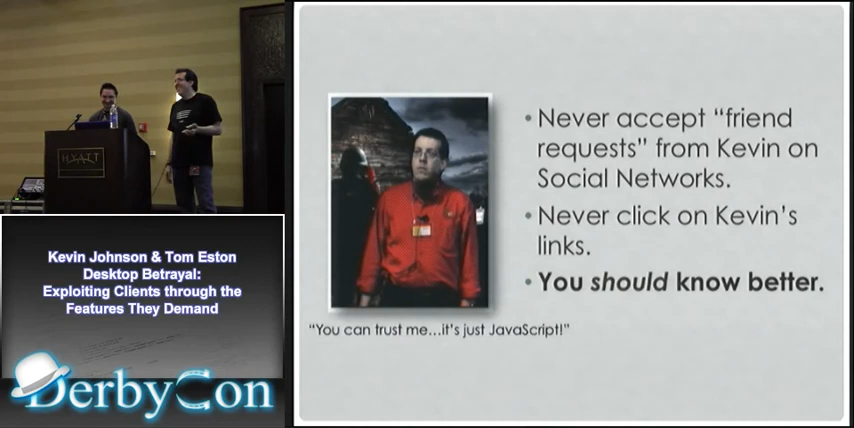 HYATT
Kevin Johnson & Tom Eston
Desktop Betrayal:
Exploiting Clients through the
Features They Demand
DerbyCon
• Never accept “friend
requests” from Kevin on
Social Networks.
• Never click on Kevin’s
links.
• You should know better.
“You can trust me...it’s just JavaScript!”